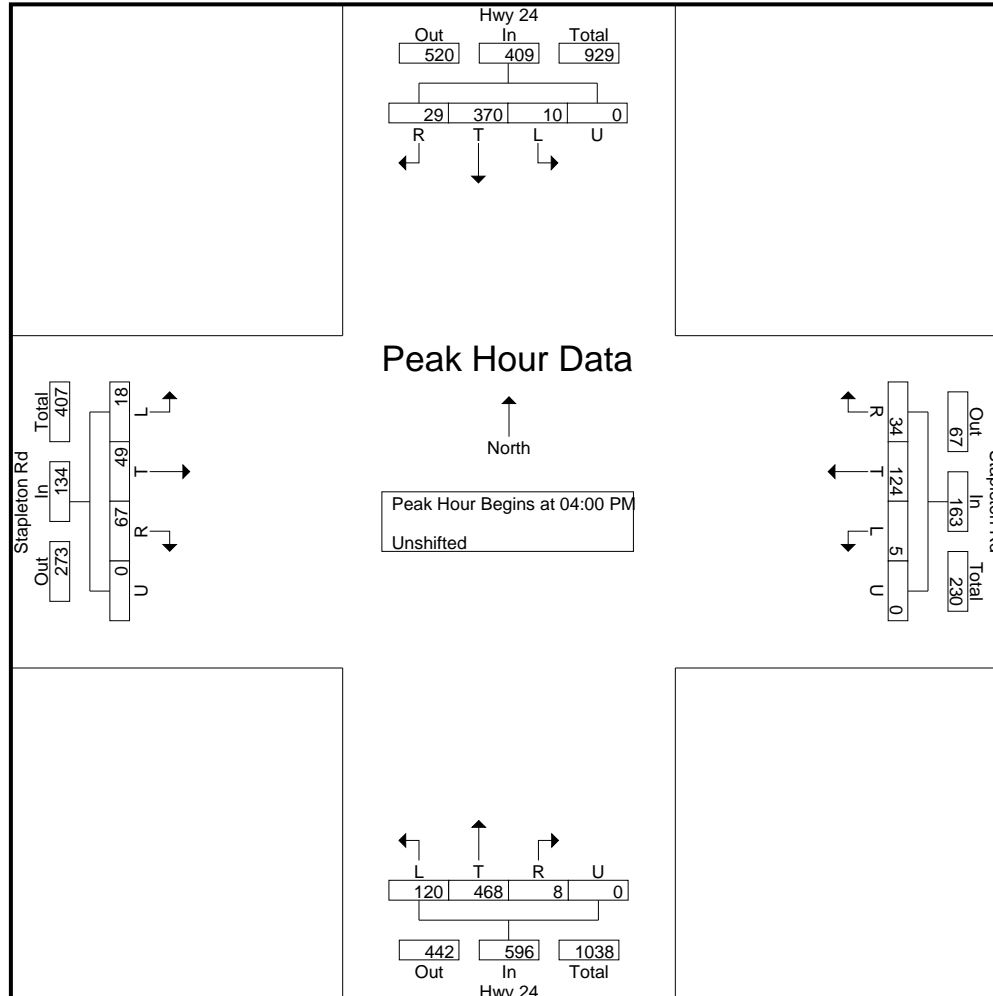 Hwy 24
Out In Total
520 409 929
29 370 10 0
R T L U
Peak Hour Data
North
Peak Hour Begins at 04:00 PM
Unshifted
Stapleton Rd
Total In Out
407 134 273
18 49 67 0
L T R U
Stapleton Rd
Out In Total
67 163 230
34 124 5 0
R T L U
L T R U
120 468 8 0
442 596 1038
Out In Total
Hwy 24